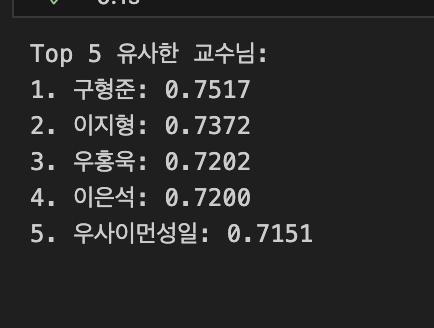 Top 5 유사한 교수님:
1. 구형준: 0.7517
2. 이지형: 0.7372
3. 우홍욱: 0.7202
4. 이은석: 0.7200
5. 우사이먼성일: 0.7151